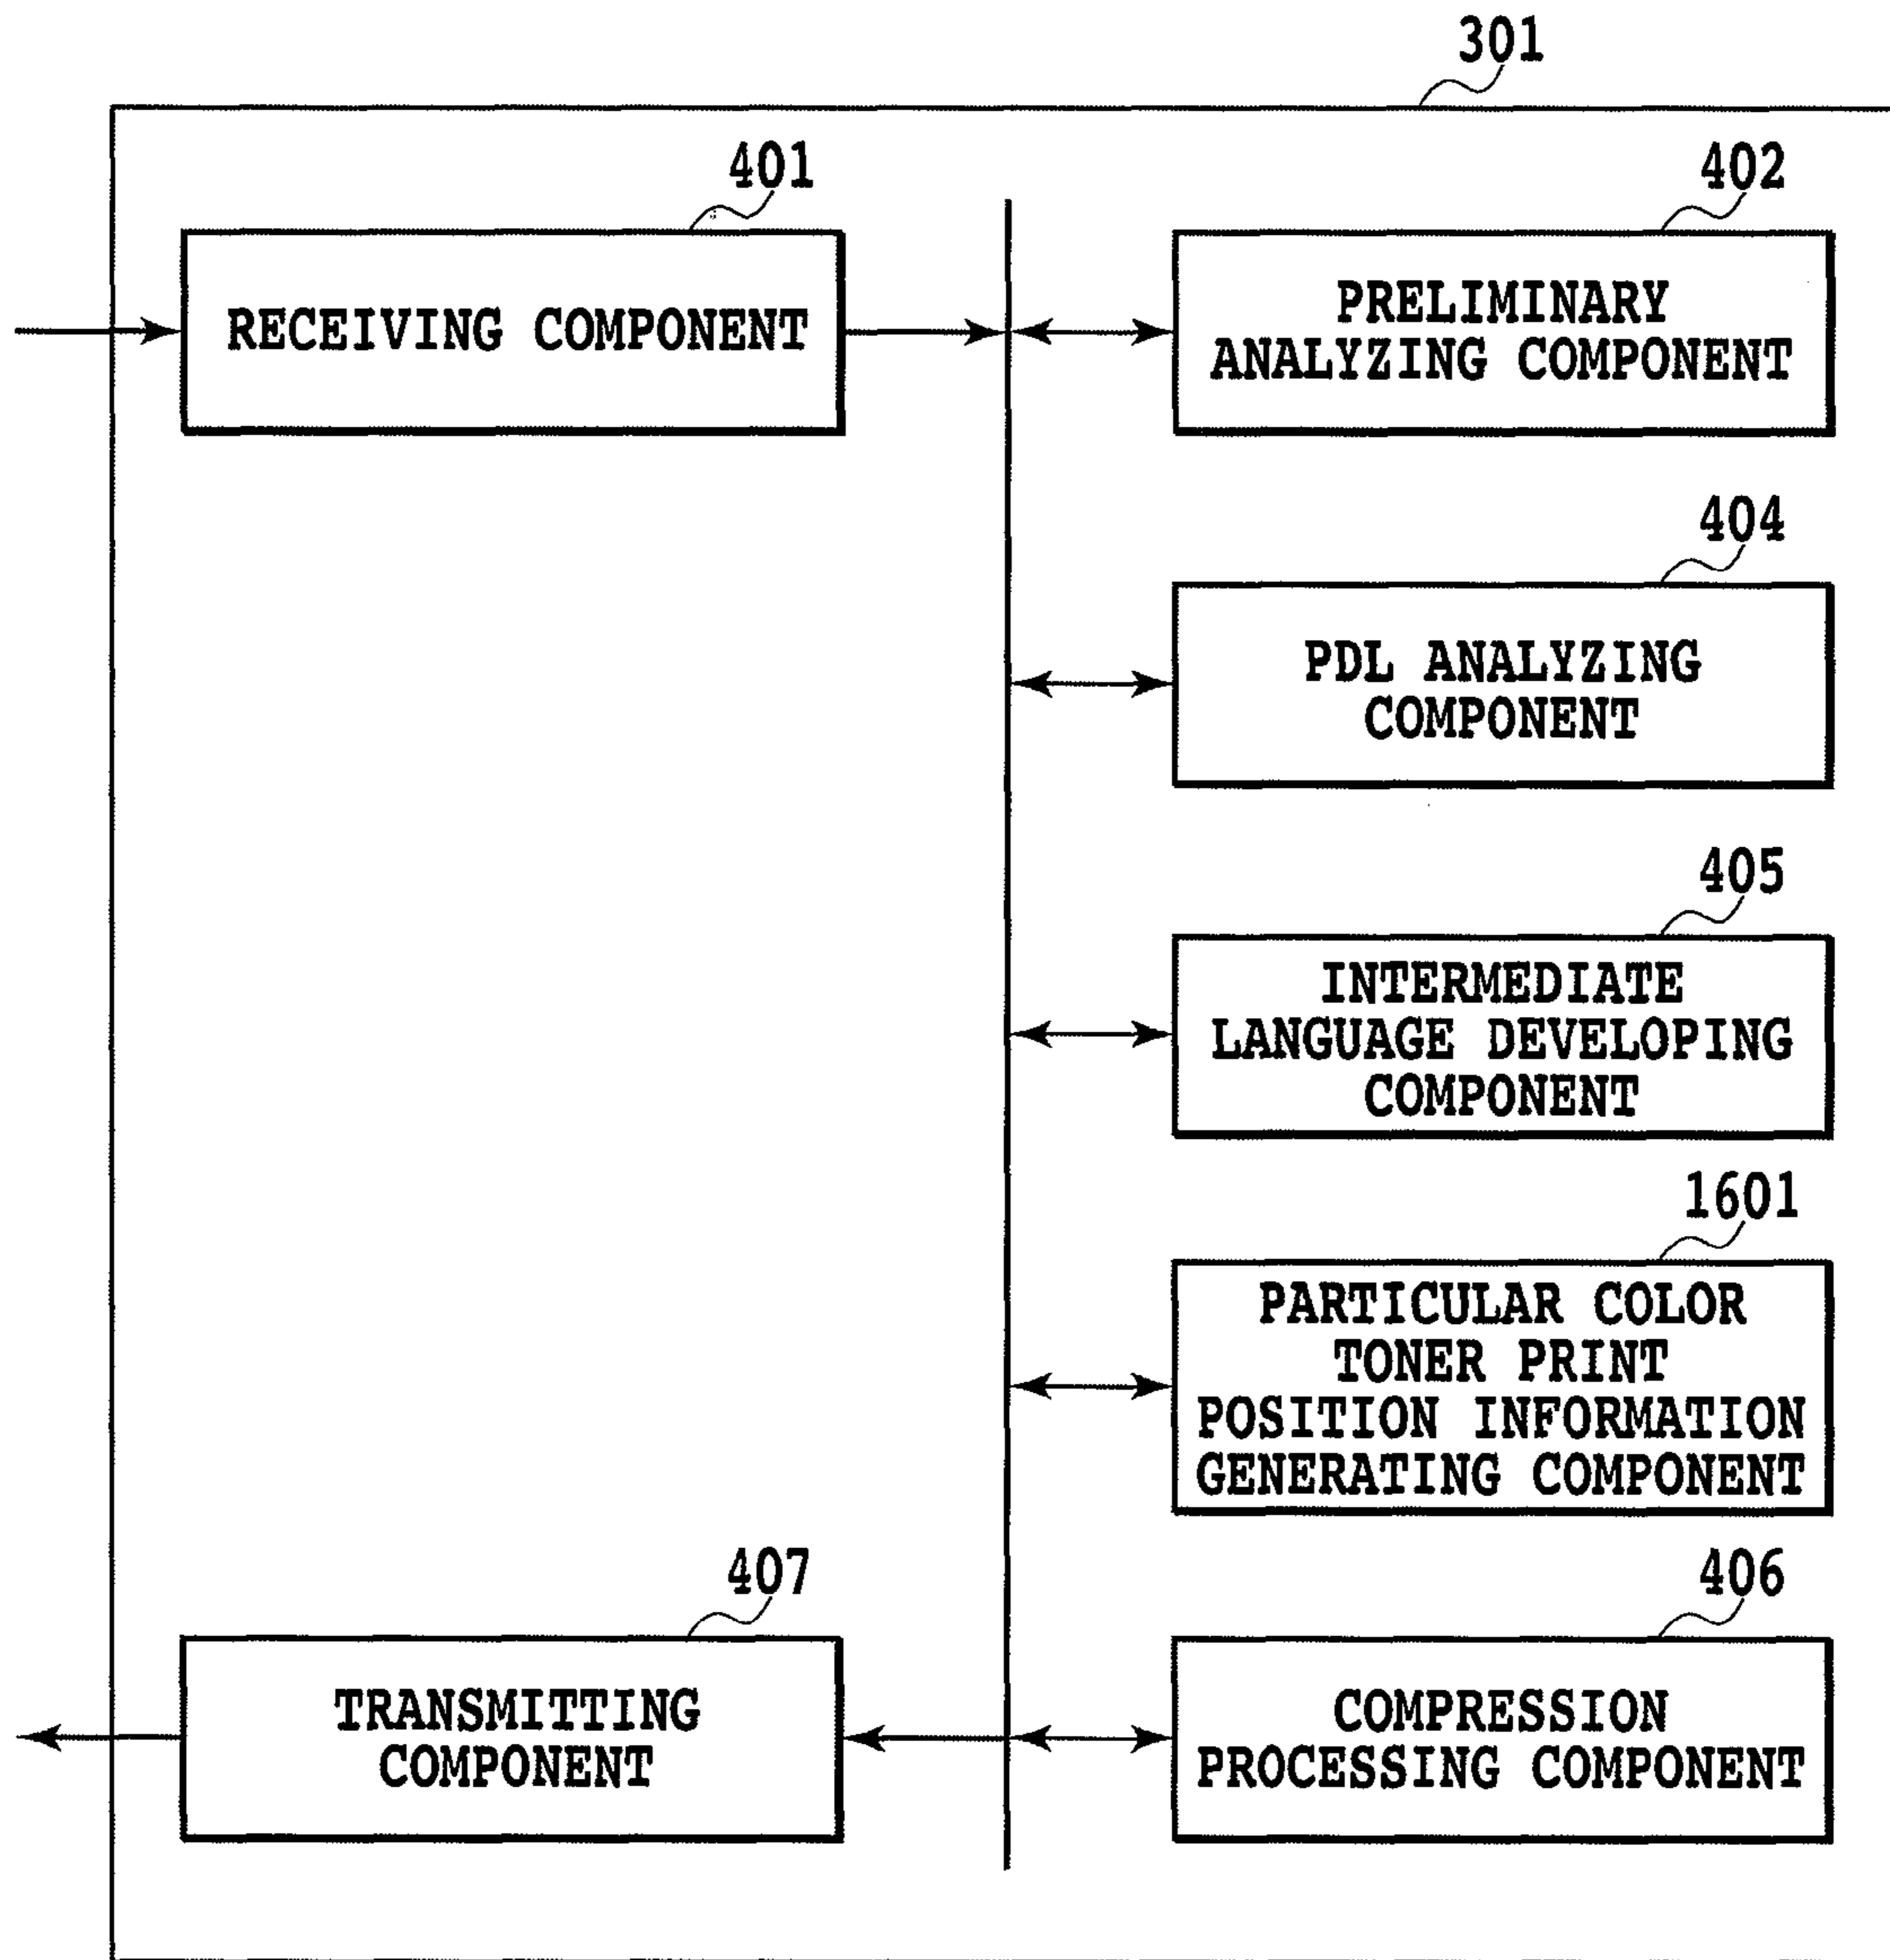 301
401
RECEIVING COMPONENT
402
PRELIMINARY
ANALYZING COMPONENT
404
PDL ANALYZING
COMPONENT
405
INTERMEDIATE
LANGUAGE DEVELOPING
COMPONENT
1601
PARTICULAR COLOR
TONER PRINT
POSITION INFORMATION
GENERATING COMPONENT
407
TRANSMITTING
COMPONENT
406
COMPRESSION
PROCESSING COMPONENT